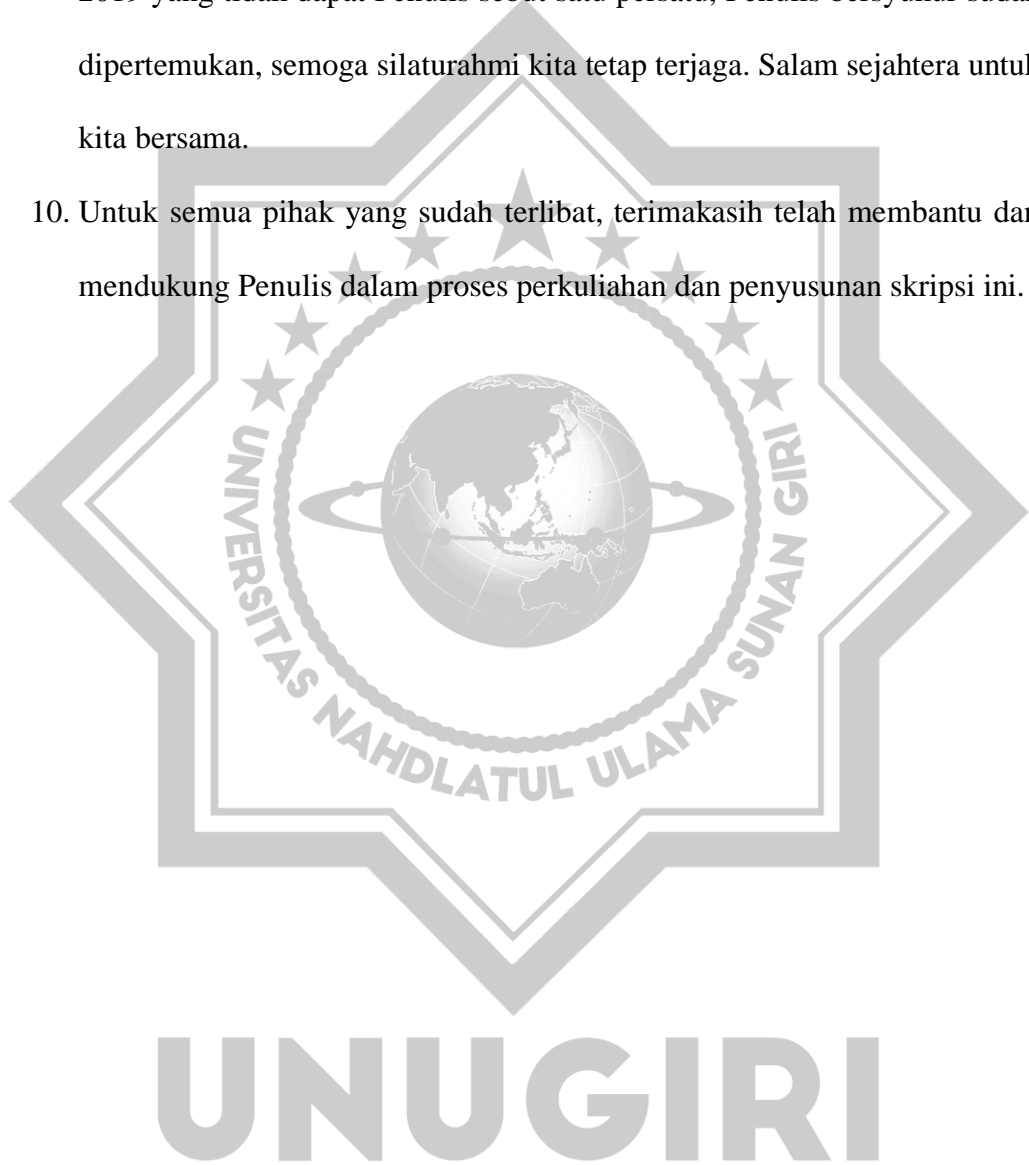 2019 yang tidak dapat Penulis sebut satu persatu, Penulis bersyukur sudah
dipertemukan, semoga silaturahmi kita tetap terjaga. Salam sejahtera untuk
kita bersama.
10. Untuk semua pihak yang sudah terlibat, terimakasih telah membantu dan
mendukung Penulis dalam proses perkuliahan dan penyusunan skripsi ini.
UNIVERSITAS NAHDLATUL ULAMA SUNAN GIRI
UNUGIRI